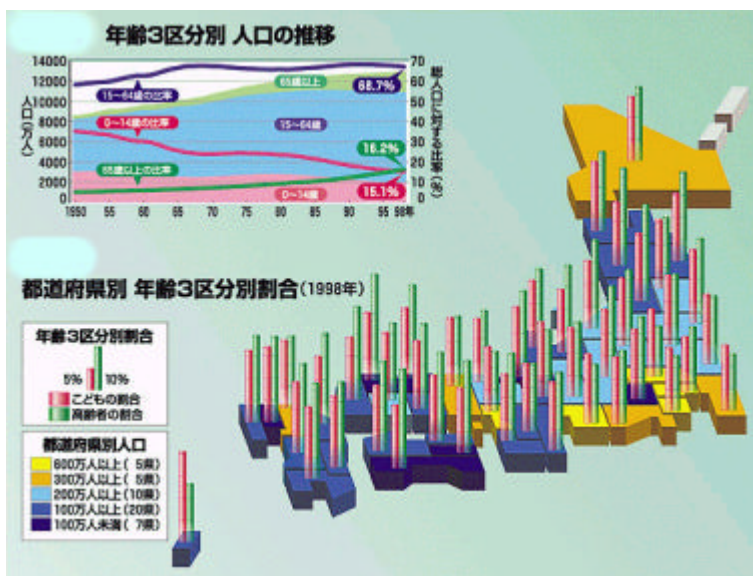 年齢3区分別 人口の推移
14000
12000
10000
8000
6000
4000
2000
0
人口(万人)
70
60
50
40
30
20
10
0
総人口に対する比率(%)
65歳以上
68.7%
15~64歳の比率
0~14歳の比率
15~64歳
16.2%
65歳以上の比率
0~14歳
15.1%
1950 55 60 65 70 75 80 85 90 95 98年
都道府県別 年齢3区分別割合(1998年)
年齢3区分別割合
5% 10%
こどもの割合
高齢者の割合
都道府県別人口
600万人以上( 5県)
300万人以上( 5県)
200万人以上(10県)
100万人以上(20県)
100万人未満( 7県)